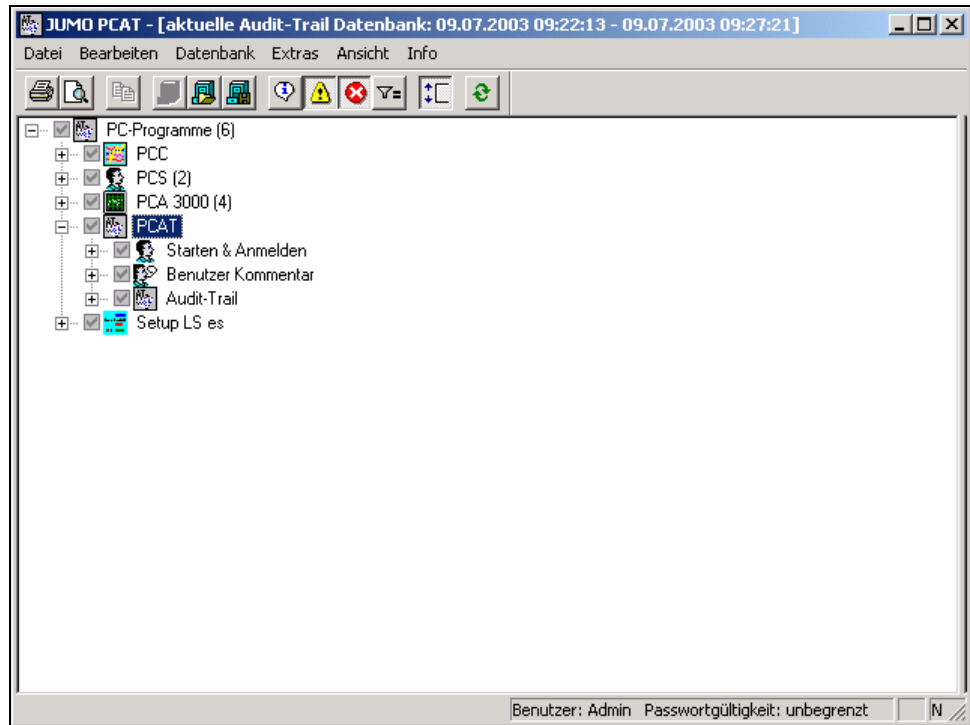 JUMO PCAT - [aktuelle Audit-Trail Datenbank: 09.07.2003 09:22:13 - 09.07.2003 09:27:21]
Datei Bearbeiten Datenbank Extras Ansicht Info
PC-Programme (6)
PCC
PCS (2)
PCA 3000 (4)
PCAT
Starten & Anmelden
Benutzer Kommentar
Audit-Trail
Setup LS es
Benutzer: Admin Passwortgültigkeit: unbegrenzt N